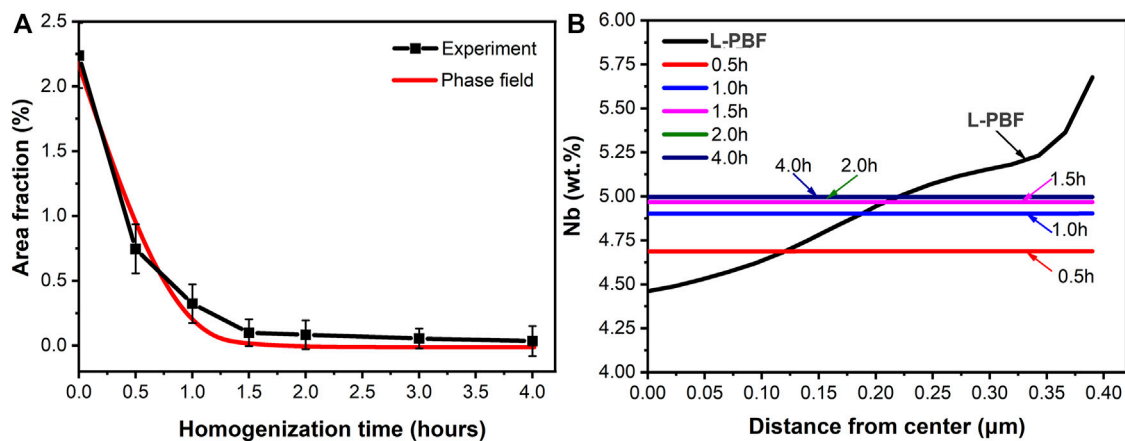 A
Experiment
Phase field
Area fraction (%)
2.5
2.0
1.5
1.0
0.5
0.0
0.0 0.5 1.0 1.5 2.0 2.5 3.0 3.5 4.0
Homogenization time (hours)
B
L-PBF
0.5h
1.0h
1.5h
2.0h
4.0h
L-PBF
4.0h 2.0h
1.5h
1.0h
0.5h
Nb (wt.%)
6.00
5.75
5.50
5.25
5.00
4.75
4.50
4.25
4.00
0.00 0.05 0.10 0.15 0.20 0.25 0.30 0.35 0.40
Distance from center (μm)